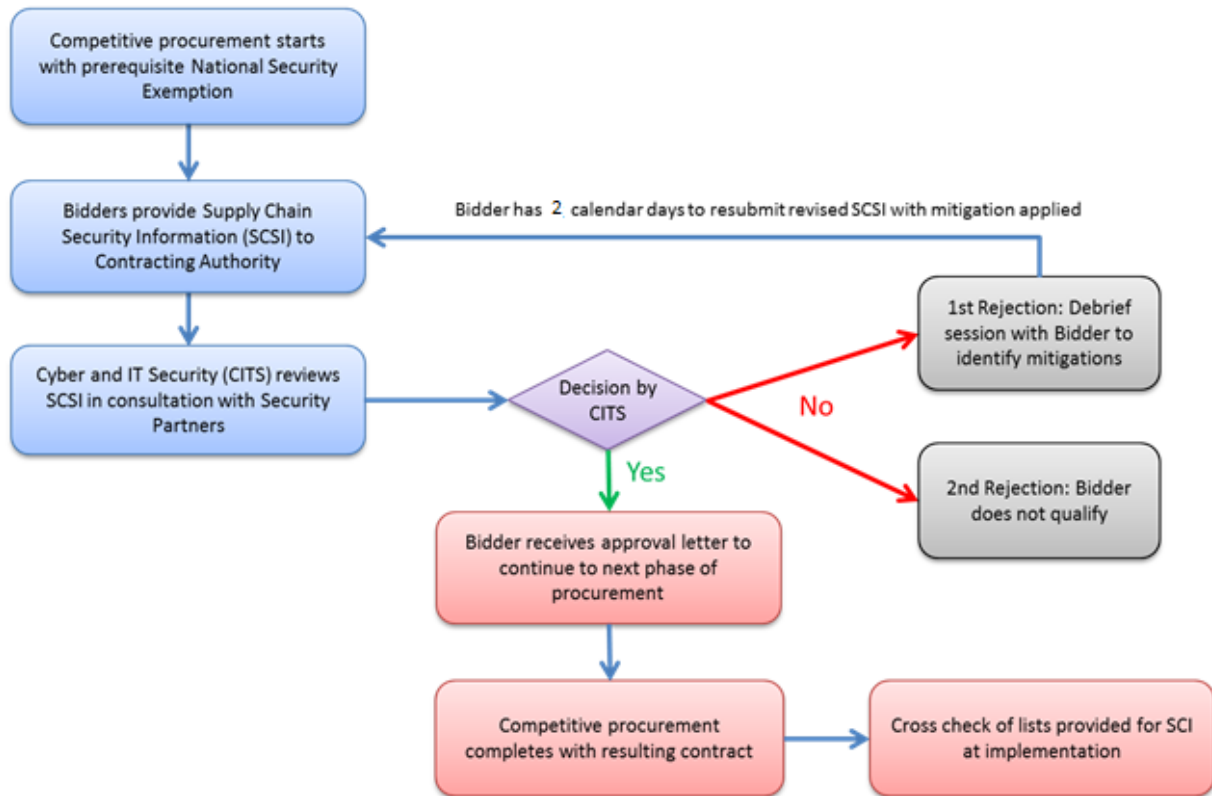 Competitive procurement starts
with prerequisite National Security
Exemption
Bidders provide Supply Chain
Security Information (SCSI) to
Contracting Authority
Bidder has 2 calendar days to resubmit revised SCSI with mitigation applied
1st Rejection: Debrief
session with Bidder to
identify mitigations
Cyber and IT Security (CITS) reviews
SCSI in consultation with Security
Partners
Decision by
CITS
No
Yes
2nd Rejection: Bidder
does not qualify
Bidder receives approval letter to
continue to next phase of
procurement
Competitive procurement
completes with resulting contract
Cross check of lists provided for SCI
at implementation